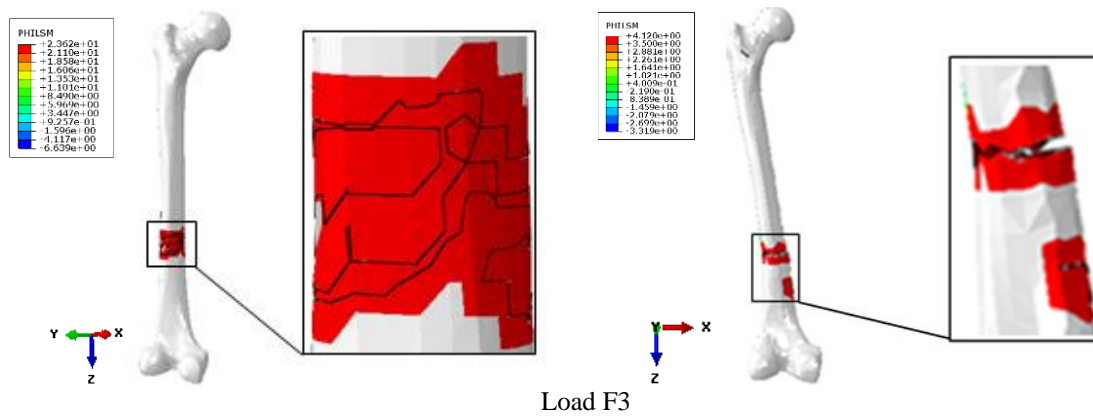 PHILSM
+2.362e+01
+2.110e+01
+1.858e+01
+1.606e+01
+1.353e+01
+1.101e+01
+8.490e+00
+5.969e+00
+3.447e+00
+9.257e-01
-1.596e+00
-4.117e+00
-6.639e+00
Y X
Z
PHILSM
+4.120e+00
+3.500e+00
+2.881e+00
+2.261e+00
+1.641e+00
+1.021e+00
+4.009e-01
-2.190e-01
-8.389e-01
-1.459e+00
-2.079e+00
-2.699e+00
-3.319e+00
Y X
Z
Load F3